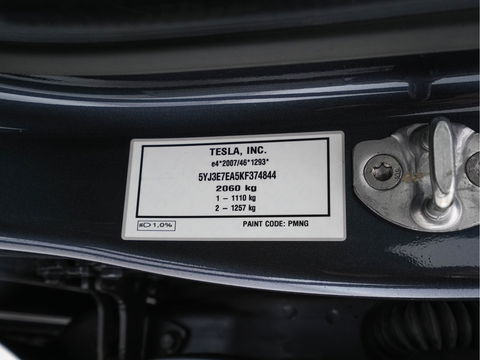 TESLA, INC.
e4*2007/46*1293*
5YJ3E7EA5KF374844
2060 kg
1 - 1110 kg
2 - 1257 kg
1,0%
PAINT CODE: PMNG